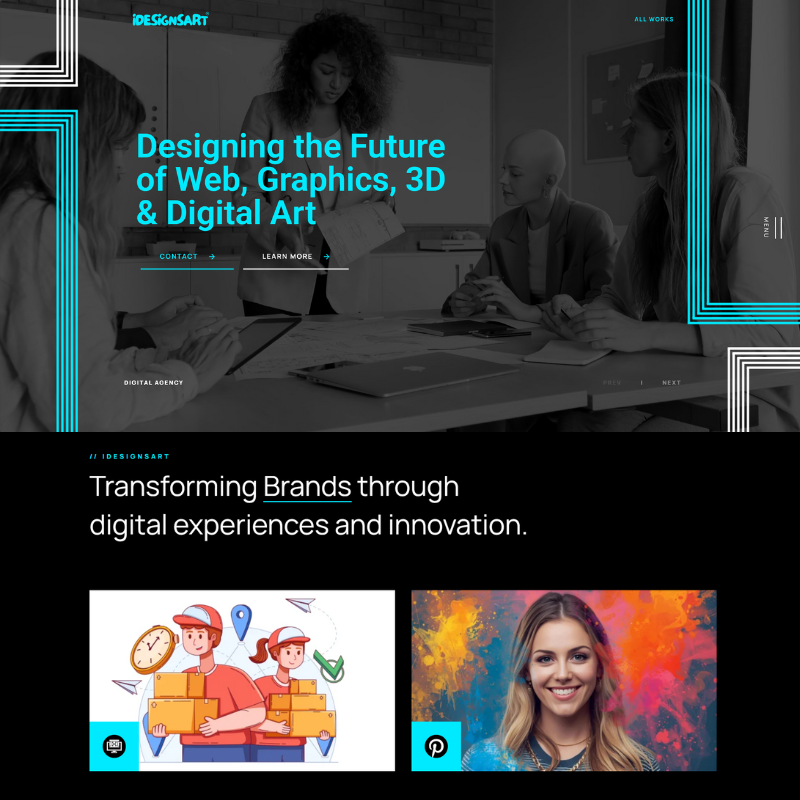 iDESiGNSART
ALL WORKS
Designing the Future
of Web, Graphics, 3D
& Digital Art
CONTACT → LEARN MORE →
MENU
DIGITAL AGENCY
PREV | NEXT
// IDESIGNSART
Transforming Brands through
digital experiences and innovation.